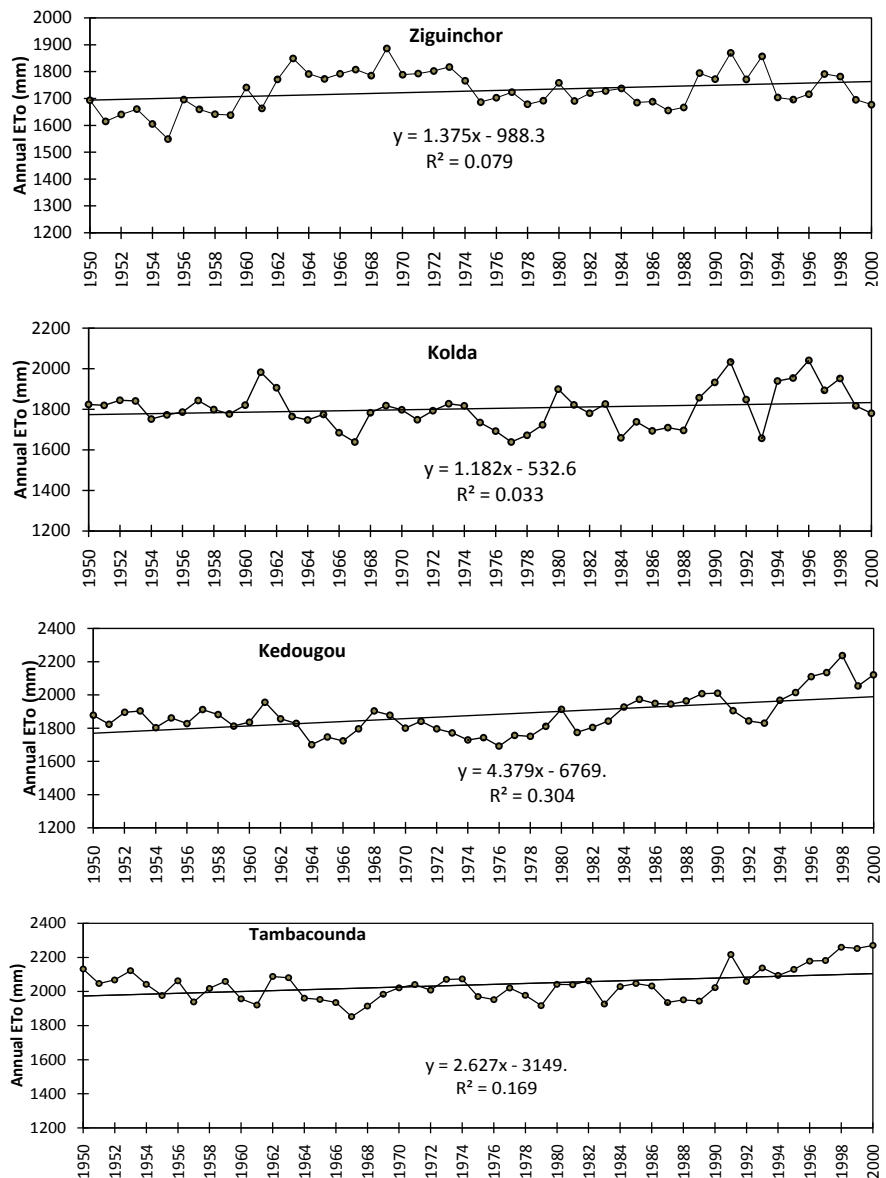 Ziguinchor
Annual ETo (mm)
2000
1900
1800
1700
1600
1500
1400
1300
1200
y = 1.375x - 988.3
R² = 0.079
1950 1952 1954 1956 1958 1960 1962 1964 1966 1968 1970 1972 1974 1976 1978 1980 1982 1984 1986 1988 1990 1992 1994 1996 1998 2000
Kolda
Annual ETo (mm)
2200
2000
1800
1600
1400
1200
y = 1.182x - 532.6
R² = 0.033
1950 1952 1954 1956 1958 1960 1962 1964 1966 1968 1970 1972 1974 1976 1978 1980 1982 1984 1986 1988 1990 1992 1994 1996 1998 2000
Kedougou
Annual ETo (mm)
2400
2200
2000
1800
1600
1400
1200
y = 4.379x - 6769.
R² = 0.304
1950 1952 1954 1956 1958 1960 1962 1964 1966 1968 1970 1972 1974 1976 1978 1980 1982 1984 1986 1988 1990 1992 1994 1996 1998 2000
Tambacounda
Annual ETo (mm)
2400
2200
2000
1800
1600
1400
1200
y = 2.627x - 3149.
R² = 0.169
1950 1952 1954 1956 1958 1960 1962 1964 1966 1968 1970 1972 1974 1976 1978 1980 1982 1984 1986 1988 1990 1992 1994 1996 1998 2000